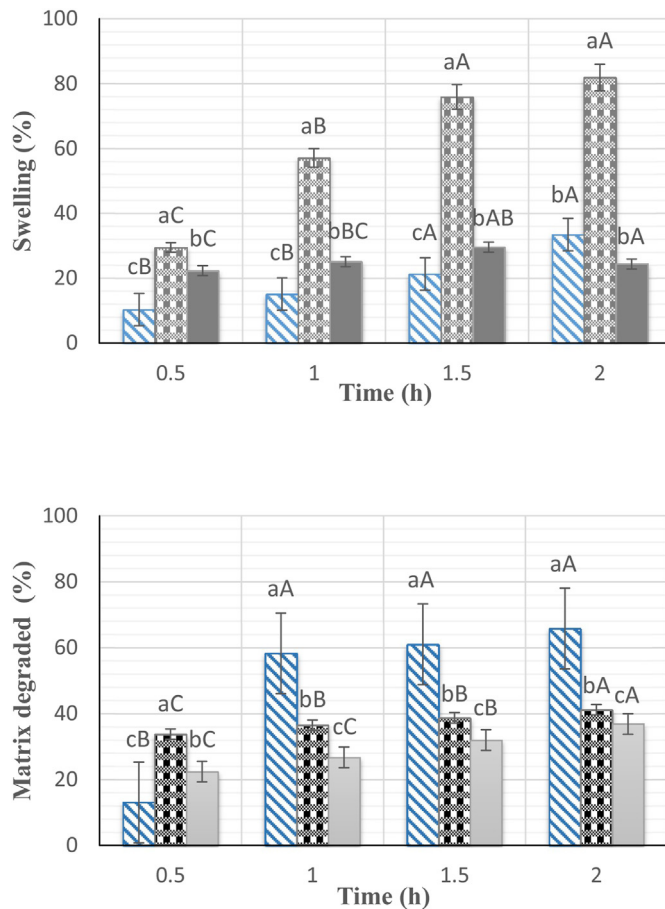 100
80
60
40
20
0
Swelling (%)
cB aC bC
cB aB bBC
cA aA bAB
bA aA bA
0.5 1 1.5 2
Time (h)
100
80
60
40
20
0
Matrix degraded (%)
cB aC bC
aA bB cC
aA bB cB
aA bA cA
0.5 1 1.5 2
Time (h)